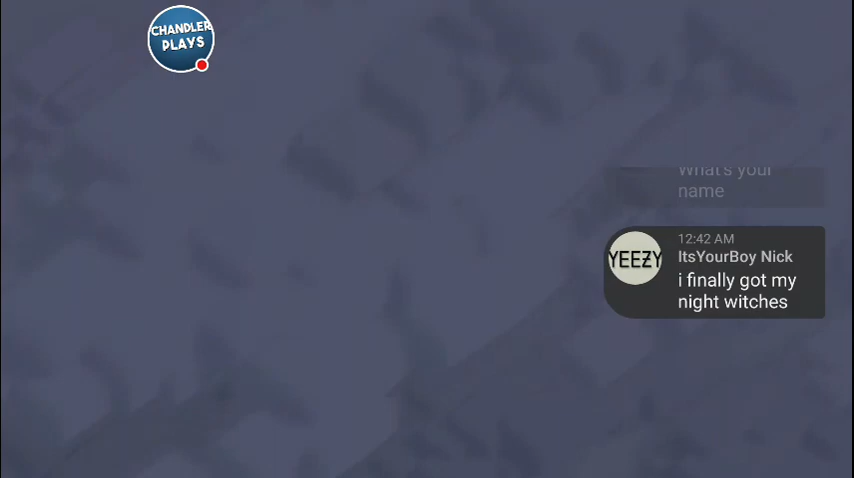 CHANDLER
PLAYS
What's your
name
12:42 AM
ItsYourBoy Nick
YEEZY
i finally got my
night witches